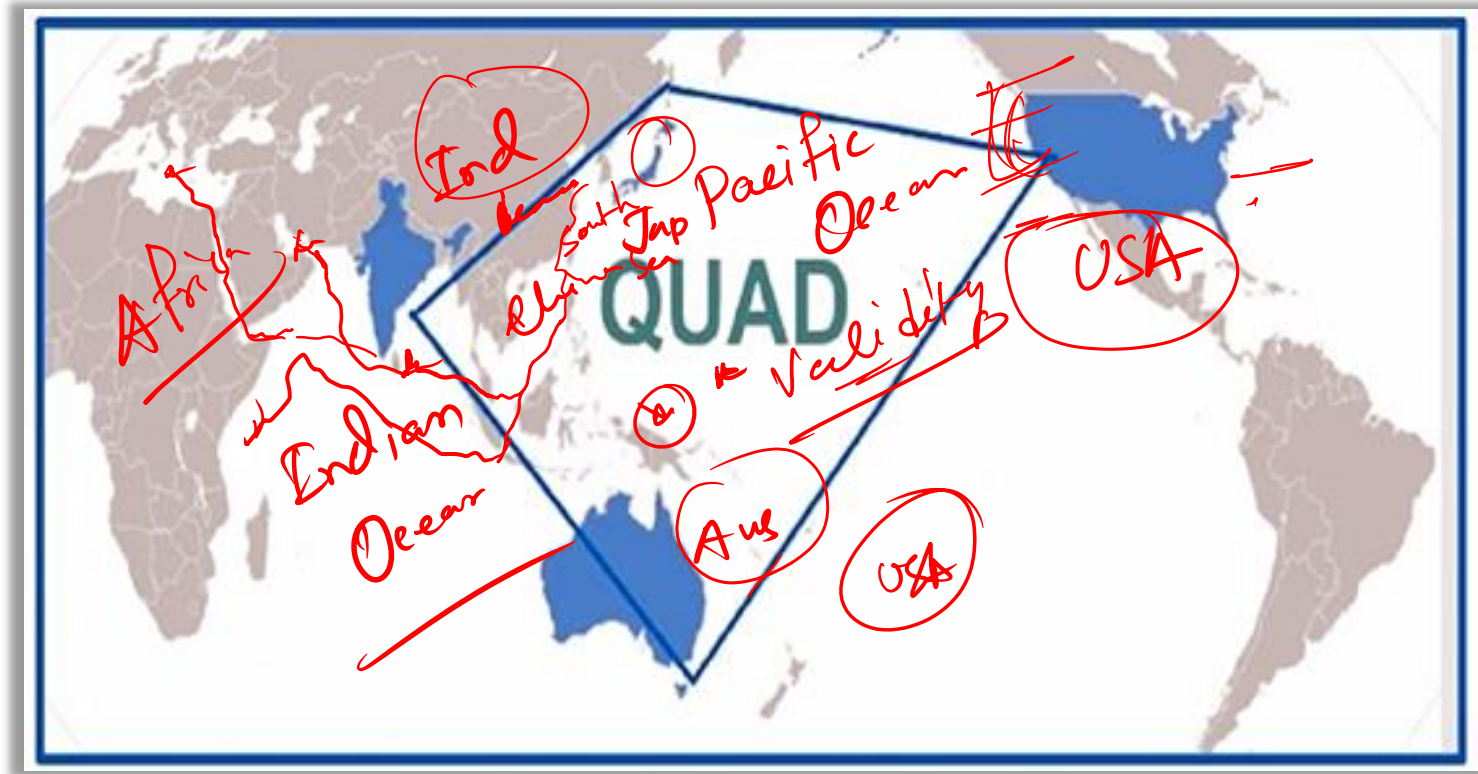 Ind
South
Jap
China Sea
Pacific
Ocean
USA
Africa
QUAD
Validity
Indian
Ocean
Aus
USA